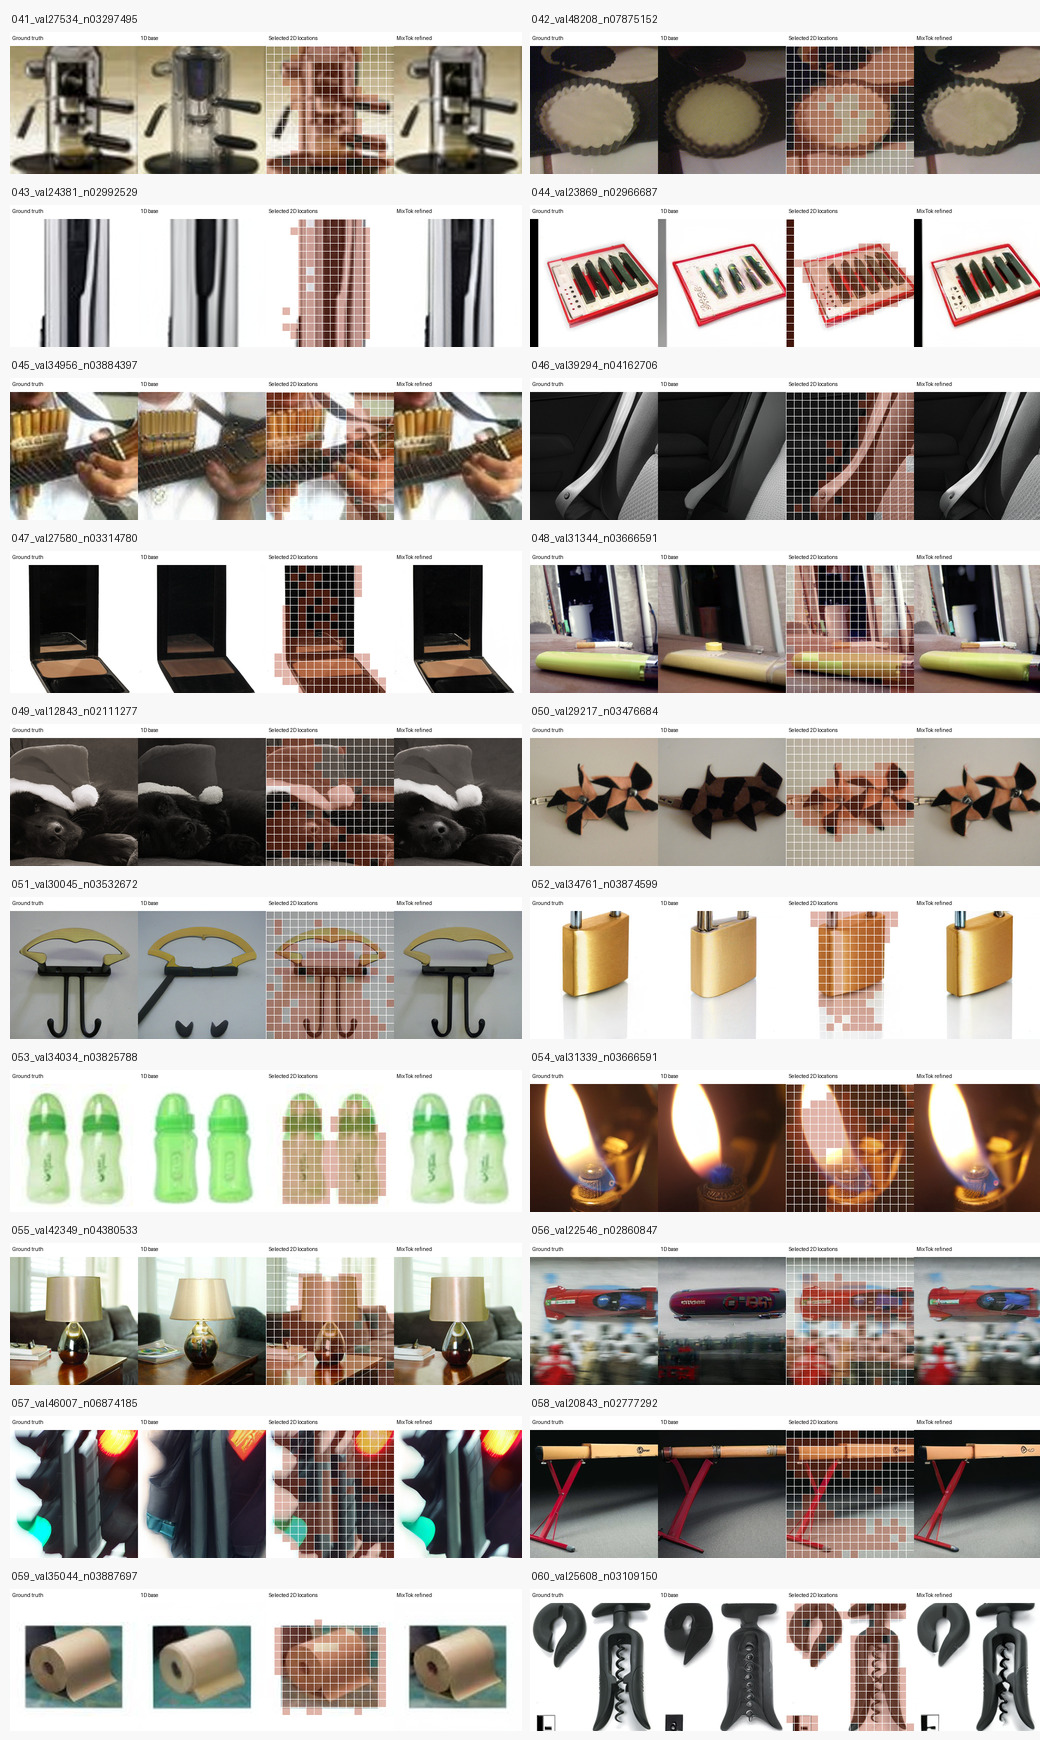 041_val27534_n03297495
Ground truth 1D base Selected 2D locations MixTok refined
042_val48208_n07875152
Ground truth 1D base Selected 2D locations MixTok refined
043_val24381_n02992529
Ground truth 1D base Selected 2D locations MixTok refined
044_val23869_n02966687
Ground truth 1D base Selected 2D locations MixTok refined
045_val34956_n03884397
Ground truth 1D base Selected 2D locations MixTok refined
046_val39294_n04162706
Ground truth 1D base Selected 2D locations MixTok refined
047_val27580_n03314780
Ground truth 1D base Selected 2D locations MixTok refined
048_val31344_n03666591
Ground truth 1D base Selected 2D locations MixTok refined
049_val12843_n02111277
Ground truth 1D base Selected 2D locations MixTok refined
050_val29217_n03476684
Ground truth 1D base Selected 2D locations MixTok refined
051_val30045_n03532672
Ground truth 1D base Selected 2D locations MixTok refined
052_val34761_n03874599
Ground truth 1D base Selected 2D locations MixTok refined
053_val34034_n03825788
Ground truth 1D base Selected 2D locations MixTok refined
054_val31339_n03666591
Ground truth 1D base Selected 2D locations MixTok refined
055_val42349_n04380533
Ground truth 1D base Selected 2D locations MixTok refined
056_val22546_n02860847
Ground truth 1D base Selected 2D locations MixTok refined
057_val46007_n06874185
Ground truth 1D base Selected 2D locations MixTok refined
058_val20843_n02777292
Ground truth 1D base Selected 2D locations MixTok refined
059_val35044_n03887697
Ground truth 1D base Selected 2D locations MixTok refined
060_val25608_n03109150
Ground truth 1D base Selected 2D locations MixTok refined